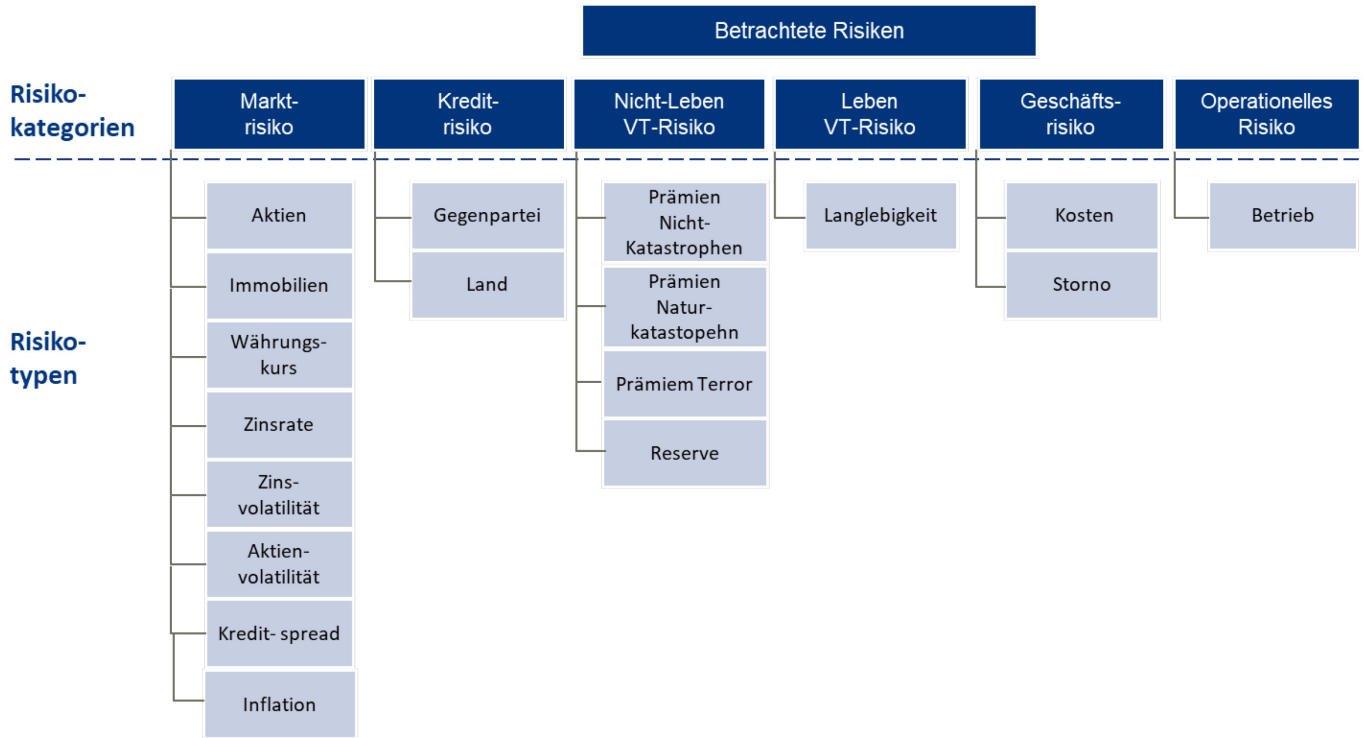 Betrachtete Risiken
Risiko-
kategorien
Markt-
risiko
Kredit-
risiko
Nicht-Leben
VT-Risiko
Leben
VT-Risiko
Geschäfts-
risiko
Operationelles
Risiko
Risiko-
typen
Aktien
Immobilien
Währungs-
kurs
Zinsrate
Zins-
volatilität
Aktien-
volatilität
Kredit- spread
Inflation
Gegenpartei
Land
Prämien
Nicht-
Katastrophen
Prämien
Natur-
katastopehn
Prämiem Terror
Reserve
Langlebigkeit
Kosten
Storno
Betrieb